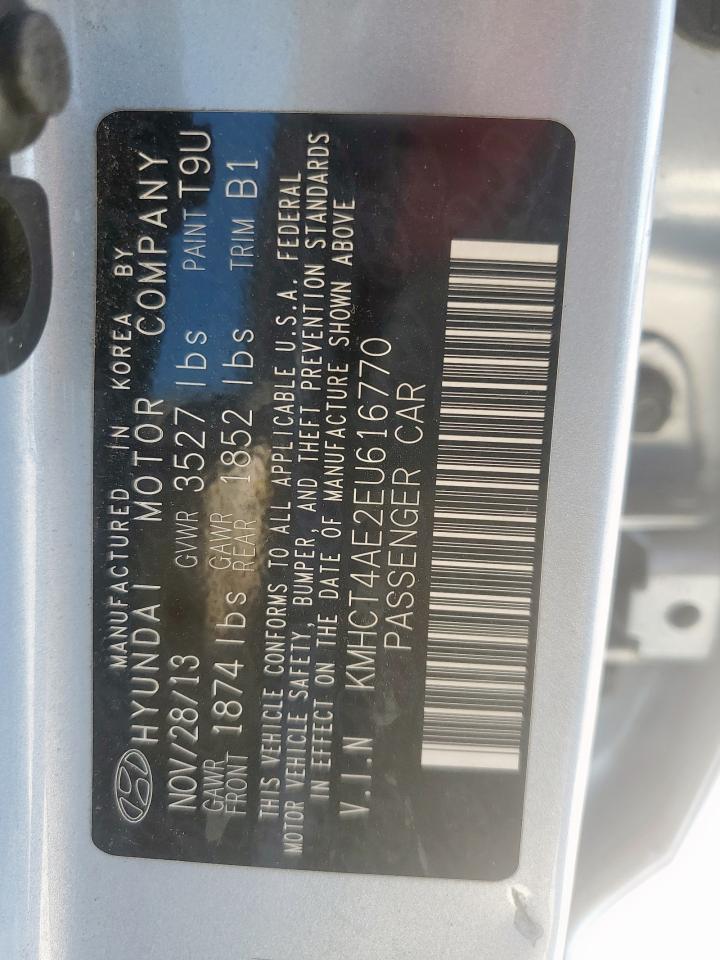 MANUFACTURED IN KOREA BY
HYUNDAI MOTOR COMPANY
NOV/28/13 GVWR 3527 lbs PAINT T9U
GAWR FRONT 1874 lbs GAWR REAR 1852 lbs TRIM B1
THIS VEHICLE CONFORMS TO ALL APPLICABLE U.S.A. FEDERAL
MOTOR VEHICLE SAFETY, BUMPER, AND THEFT PREVENTION STANDARDS
IN EFFECT ON THE DATE OF MANUFACTURE SHOWN ABOVE
V.I.N KMHCT4AE2EU616770
PASSENGER CAR